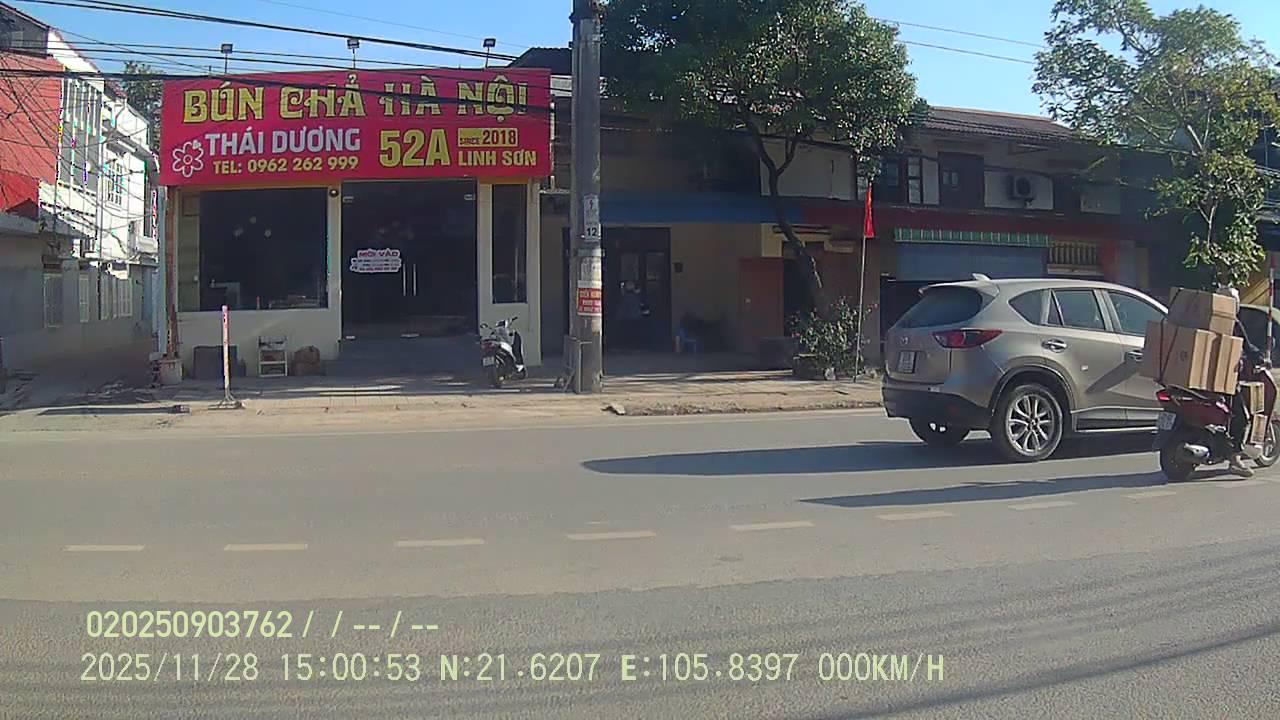 BÚN CHẢ HÀ NỘI
THÁI DƯƠNG
TEL: 0962 262 999
52A
SINCE 2018
LINH SƠN
MỜI VÀO
12
020250903762 / / -- / --
2025/11/28 15:00:53 N:21.6207 E:105.8397 000KM/H